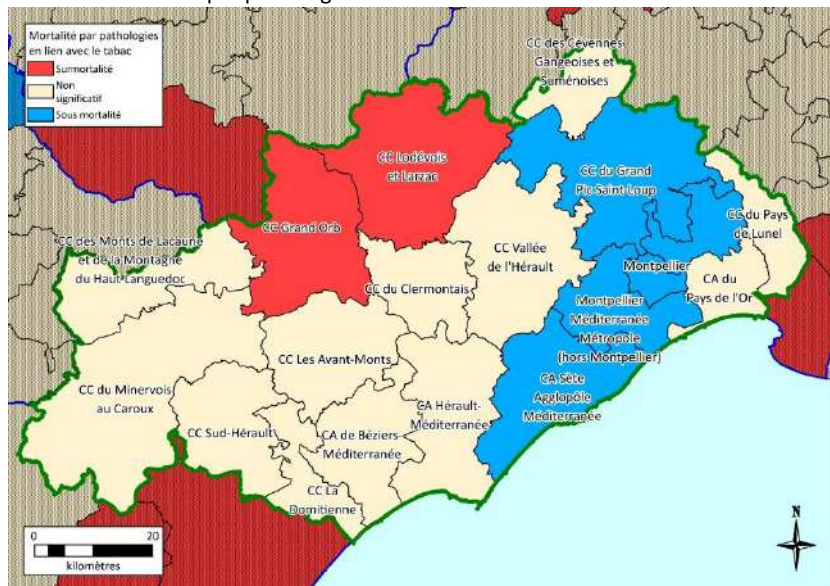 Mortalité par pathologies
en lien avec le tabac
Surmortalité
Non
significatif
Sous mortalité
CC des Cévennes
Gangeoises et
Suménoises
CC Lodévois
et Larzac
CC du Grand
Pic Saint Loup
CC Grand Orb
CC du Pays
de Lunel
CC des Monts de Lacaune
et de la Montagne
du Haut Languedoc
CC Vallée
de l'Hérault
Montpellier
CC du Clermontais
CA du
Pays de l'Or
Montpellier
Méditerranée
Métropole
(hors Montpellier)
CC Les Avant-Monts
CC du Minervois
au Caroux
CA Sète
Agglopôle
Méditerranée
CA Hérault-
Méditerranée
CC Sud-Hérault
CA de Béziers-
Méditerranée
CC La
Domitienne
0 20
kilomètres
N